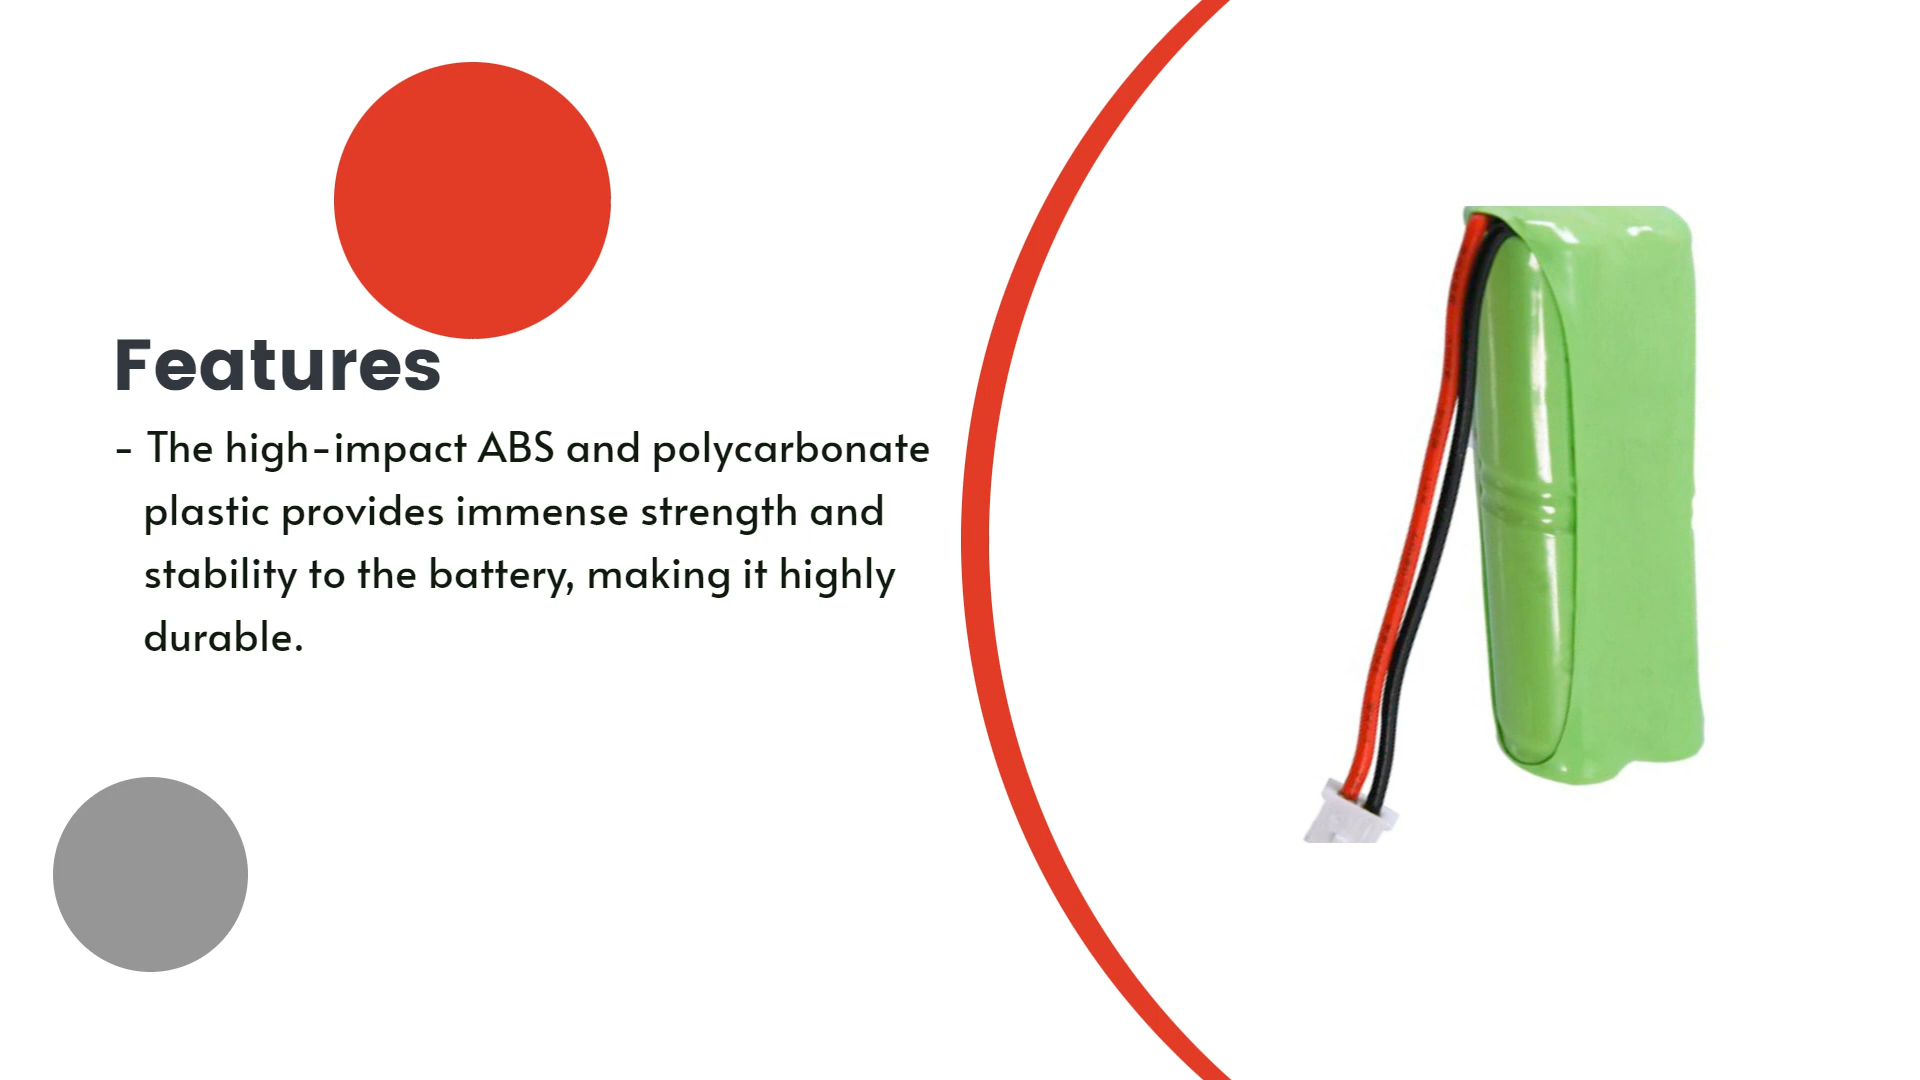 Features
- The high-impact ABS and polycarbonate
plastic provides immense strength and
stability to the battery, making it highly
durable.